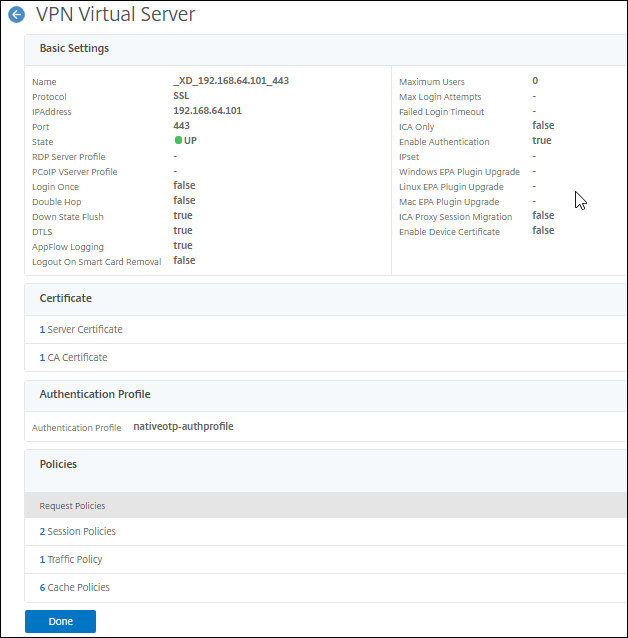 VPN Virtual Server
Basic Settings
Name _XD_192.168.64.101_443
Protocol SSL
IPAddress 192.168.64.101
Port 443
State UP
RDP Server Profile -
PCoIP VServer Profile -
Login Once false
Double Hop false
Down State Flush true
DTLS true
AppFlow Logging true
Logout On Smart Card Removal false
Maximum Users 0
Max Login Attempts -
Failed Login Timeout -
ICA Only false
Enable Authentication true
IPset -
Windows EPA Plugin Upgrade -
Linux EPA Plugin Upgrade -
Mac EPA Plugin Upgrade -
ICA Proxy Session Migration false
Enable Device Certificate false
Certificate
1 Server Certificate
1 CA Certificate
Authentication Profile
Authentication Profile nativeotp-authprofile
Policies
Request Policies
2 Session Policies
1 Traffic Policy
6 Cache Policies
Done